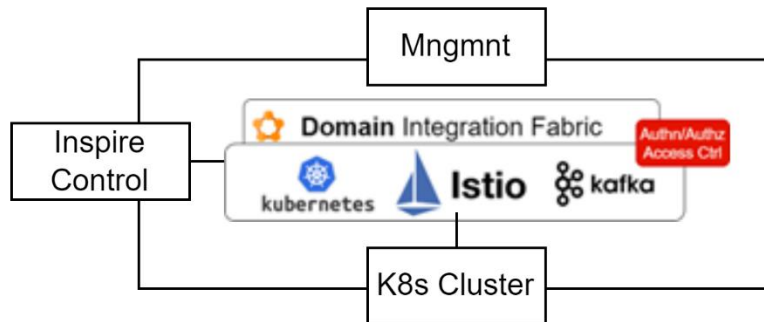 Mngmnt
Domain Integration Fabric
Authn/Authz
Access Ctrl
Inspire
Control
kubernetes
Istio
kafka
K8s Cluster